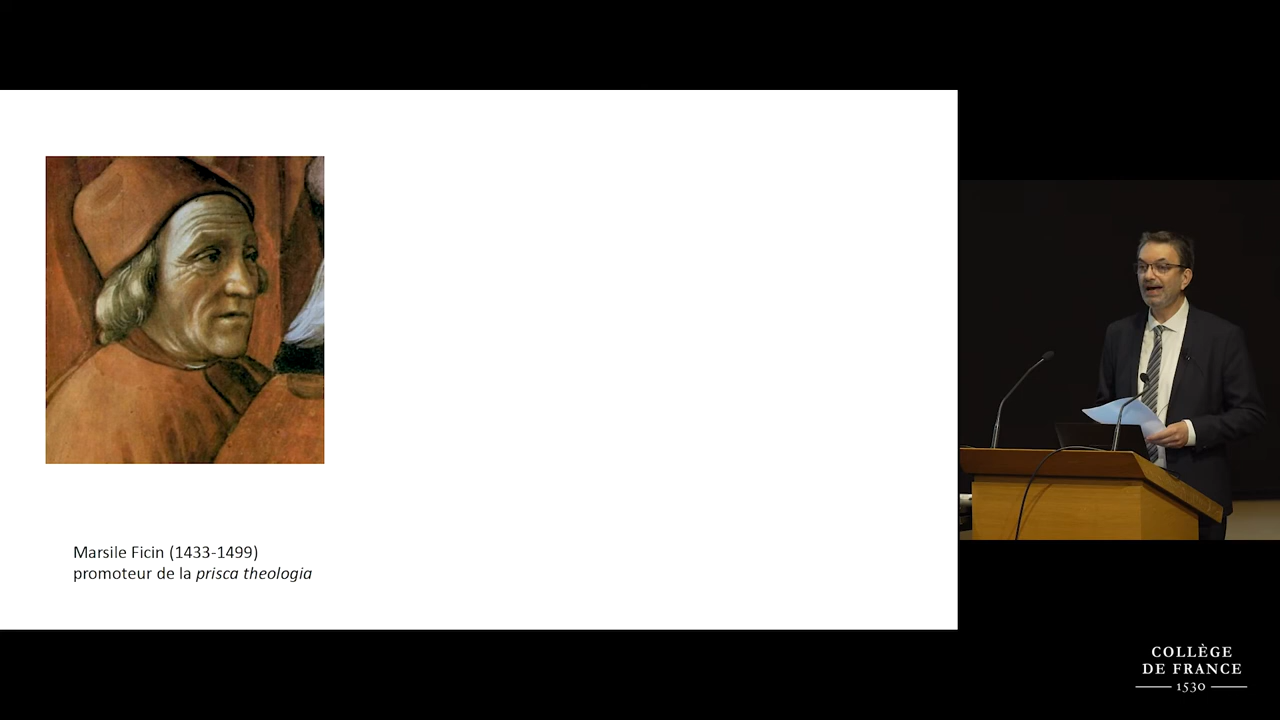 Marsile Ficin (1433-1499)
promoteur de la prisca theologia
COLLÈGE
DE FRANCE
1530